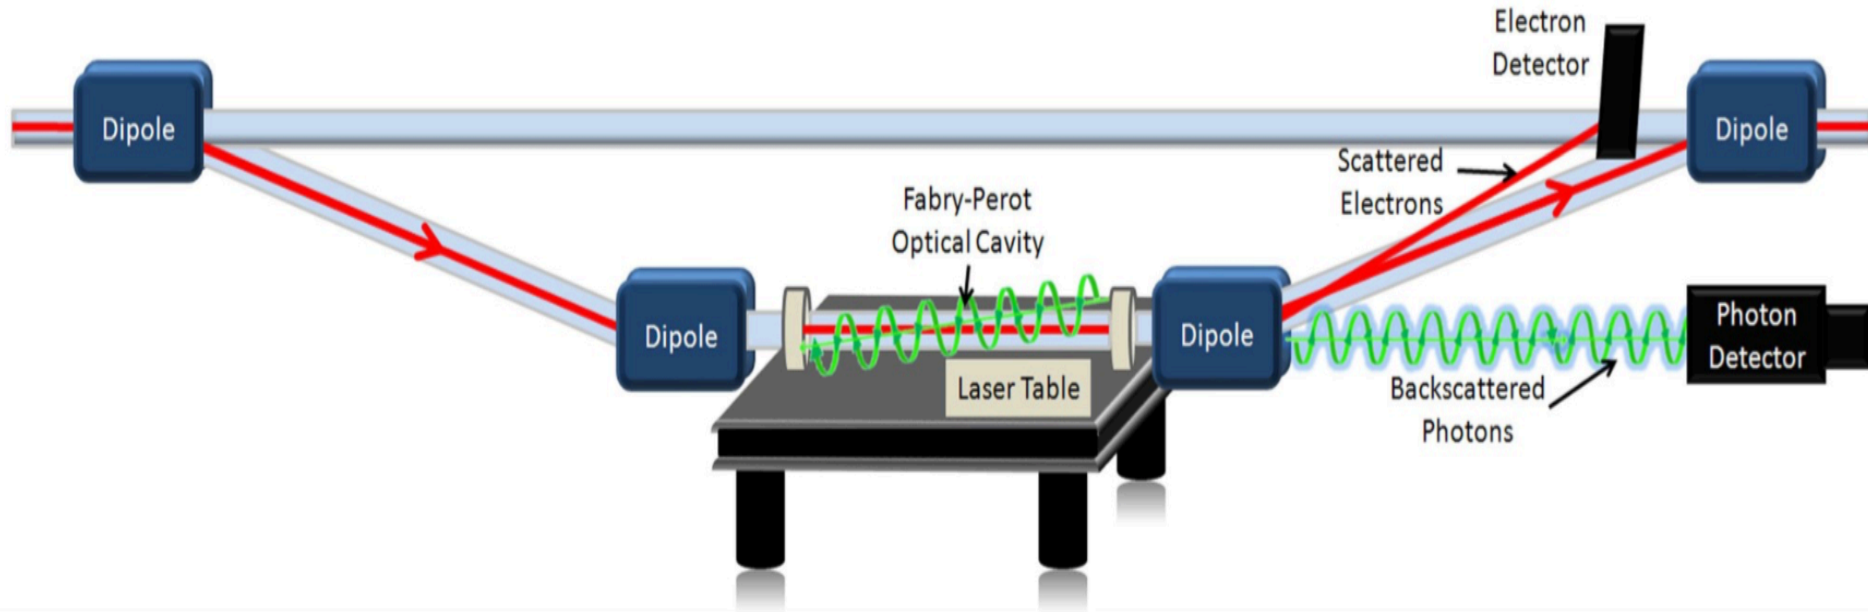 Electron
Detector
Dipole
Dipole
Scattered
Electrons
Fabry-Perot
Optical Cavity
Dipole
Dipole
Photon
Detector
Laser Table
Backscattered
Photons